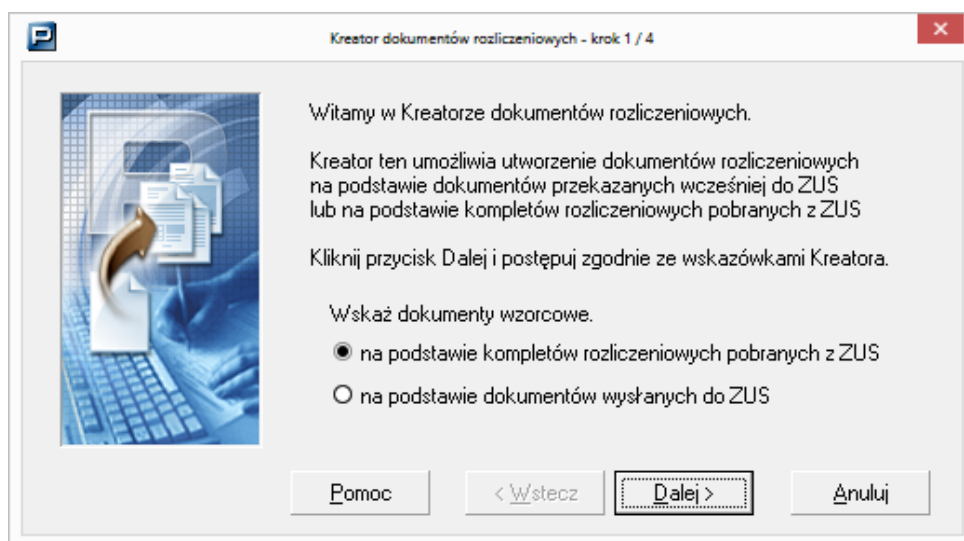 Kreator dokumentów rozliczeniowych - krok 1 / 4
Witamy w Kreatorze dokumentów rozliczeniowych.
Kreator ten umożliwia utworzenie dokumentów rozliczeniowych
na podstawie dokumentów przekazanych wcześniej do ZUS
lub na podstawie kompletów rozliczeniowych pobranych z ZUS
Kliknij przycisk Dalej i postępuj zgodnie ze wskazówkami Kreatora.
Wskaż dokumenty wzorcowe.
na podstawie kompletów rozliczeniowych pobranych z ZUS
na podstawie dokumentów wysłanych do ZUS
Pomoc
< Wstecz
Dalej >
Anuluj